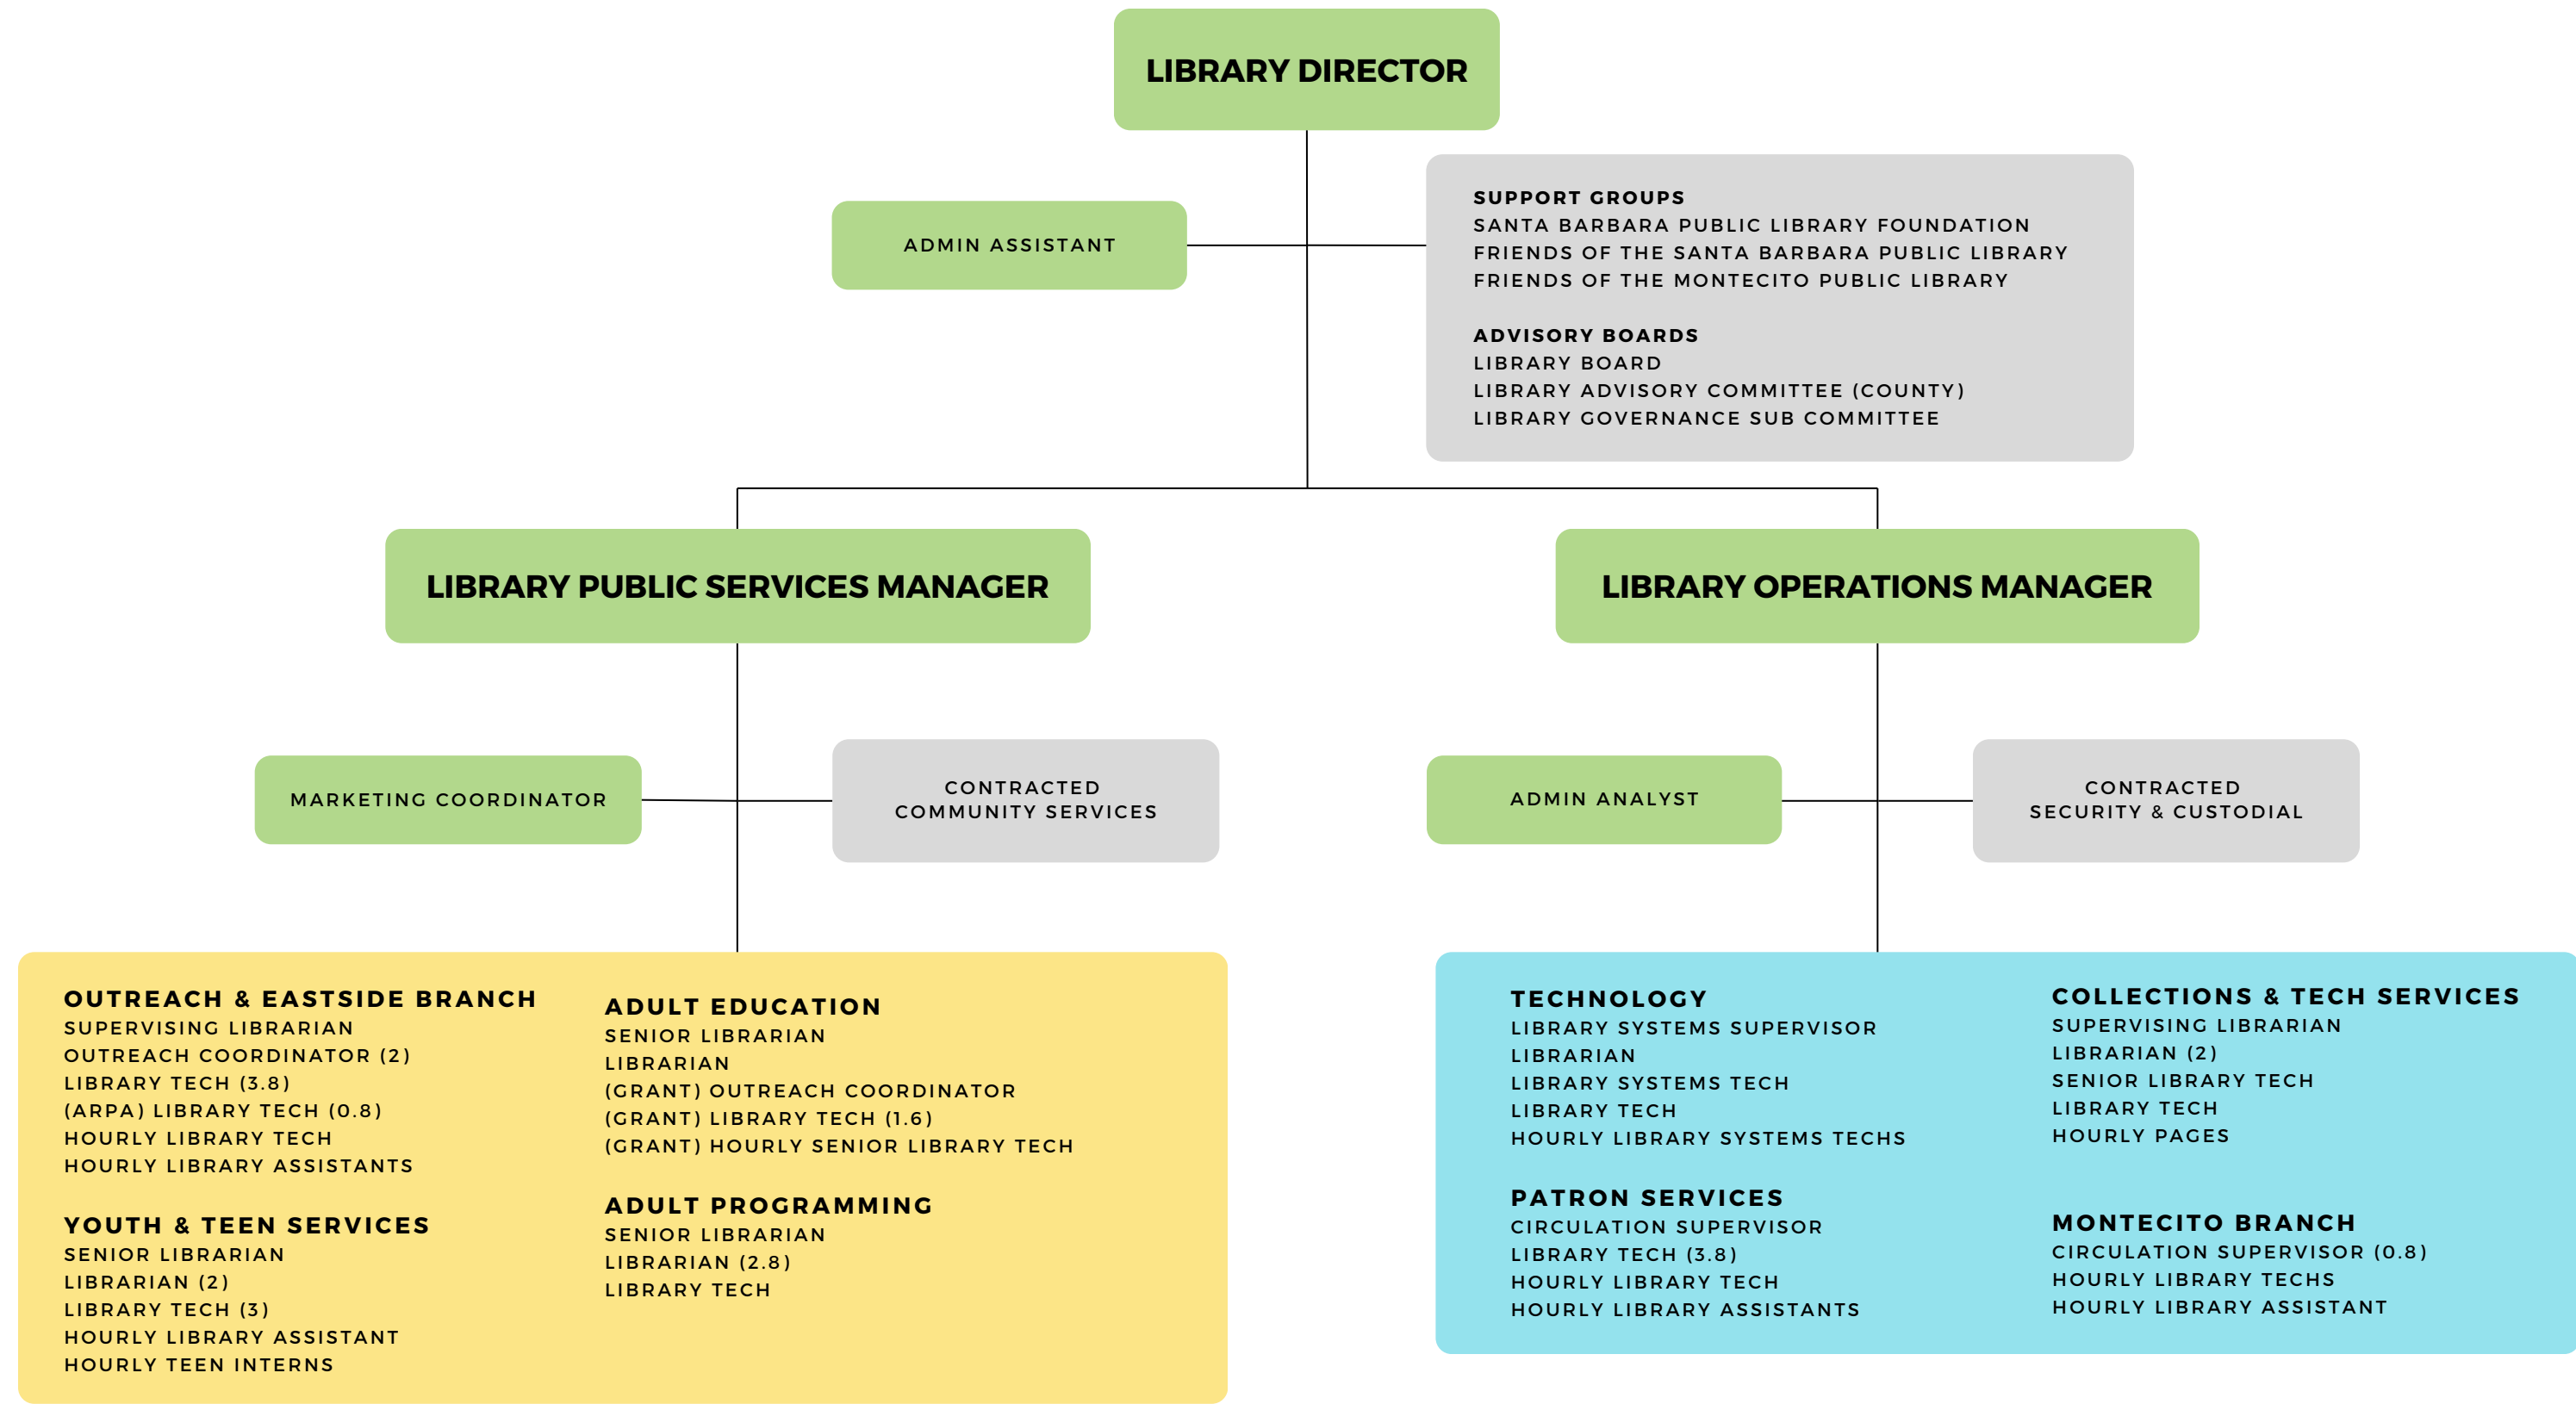 LIBRARY DIRECTOR
ADMIN ASSISTANT
SUPPORT GROUPS
SANTA BARBARA PUBLIC LIBRARY FOUNDATION
FRIENDS OF THE SANTA BARBARA PUBLIC LIBRARY
FRIENDS OF THE MONTECITO PUBLIC LIBRARY
ADVISORY BOARDS
LIBRARY BOARD
LIBRARY ADVISORY COMMITTEE (COUNTY)
LIBRARY GOVERNANCE SUB COMMITTEE
LIBRARY PUBLIC SERVICES MANAGER
LIBRARY OPERATIONS MANAGER
MARKETING COORDINATOR
CONTRACTED
COMMUNITY SERVICES
ADMIN ANALYST
CONTRACTED
SECURITY & CUSTODIAL
OUTREACH & EASTSIDE BRANCH
SUPERVISING LIBRARIAN
OUTREACH COORDINATOR (2)
LIBRARY TECH (3.8)
(ARPA) LIBRARY TECH (0.8)
HOURLY LIBRARY TECH
HOURLY LIBRARY ASSISTANTS
YOUTH & TEEN SERVICES
SENIOR LIBRARIAN
LIBRARIAN (2)
LIBRARY TECH (3)
HOURLY LIBRARY ASSISTANT
HOURLY TEEN INTERNS
ADULT EDUCATION
SENIOR LIBRARIAN
LIBRARIAN
(GRANT) OUTREACH COORDINATOR
(GRANT) LIBRARY TECH (1.6)
(GRANT) HOURLY SENIOR LIBRARY TECH
ADULT PROGRAMMING
SENIOR LIBRARIAN
LIBRARIAN (2.8)
LIBRARY TECH
TECHNOLOGY
LIBRARY SYSTEMS SUPERVISOR
LIBRARIAN
LIBRARY SYSTEMS TECH
LIBRARY TECH
HOURLY LIBRARY SYSTEMS TECHS
PATRON SERVICES
CIRCULATION SUPERVISOR
LIBRARY TECH (3.8)
HOURLY LIBRARY TECH
HOURLY LIBRARY ASSISTANTS
COLLECTIONS & TECH SERVICES
SUPERVISING LIBRARIAN
LIBRARIAN (2)
SENIOR LIBRARY TECH
LIBRARY TECH
HOURLY PAGES
MONTECITO BRANCH
CIRCULATION SUPERVISOR (0.8)
HOURLY LIBRARY TECHS
HOURLY LIBRARY ASSISTANT